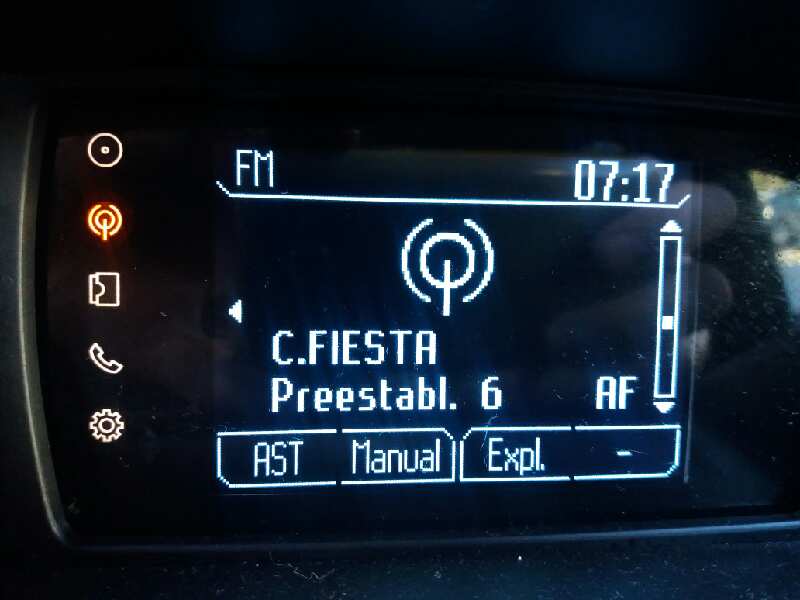 FM 07:17
C.FIESTA
Preestabl. 6 AF
AST Manual Expl. -